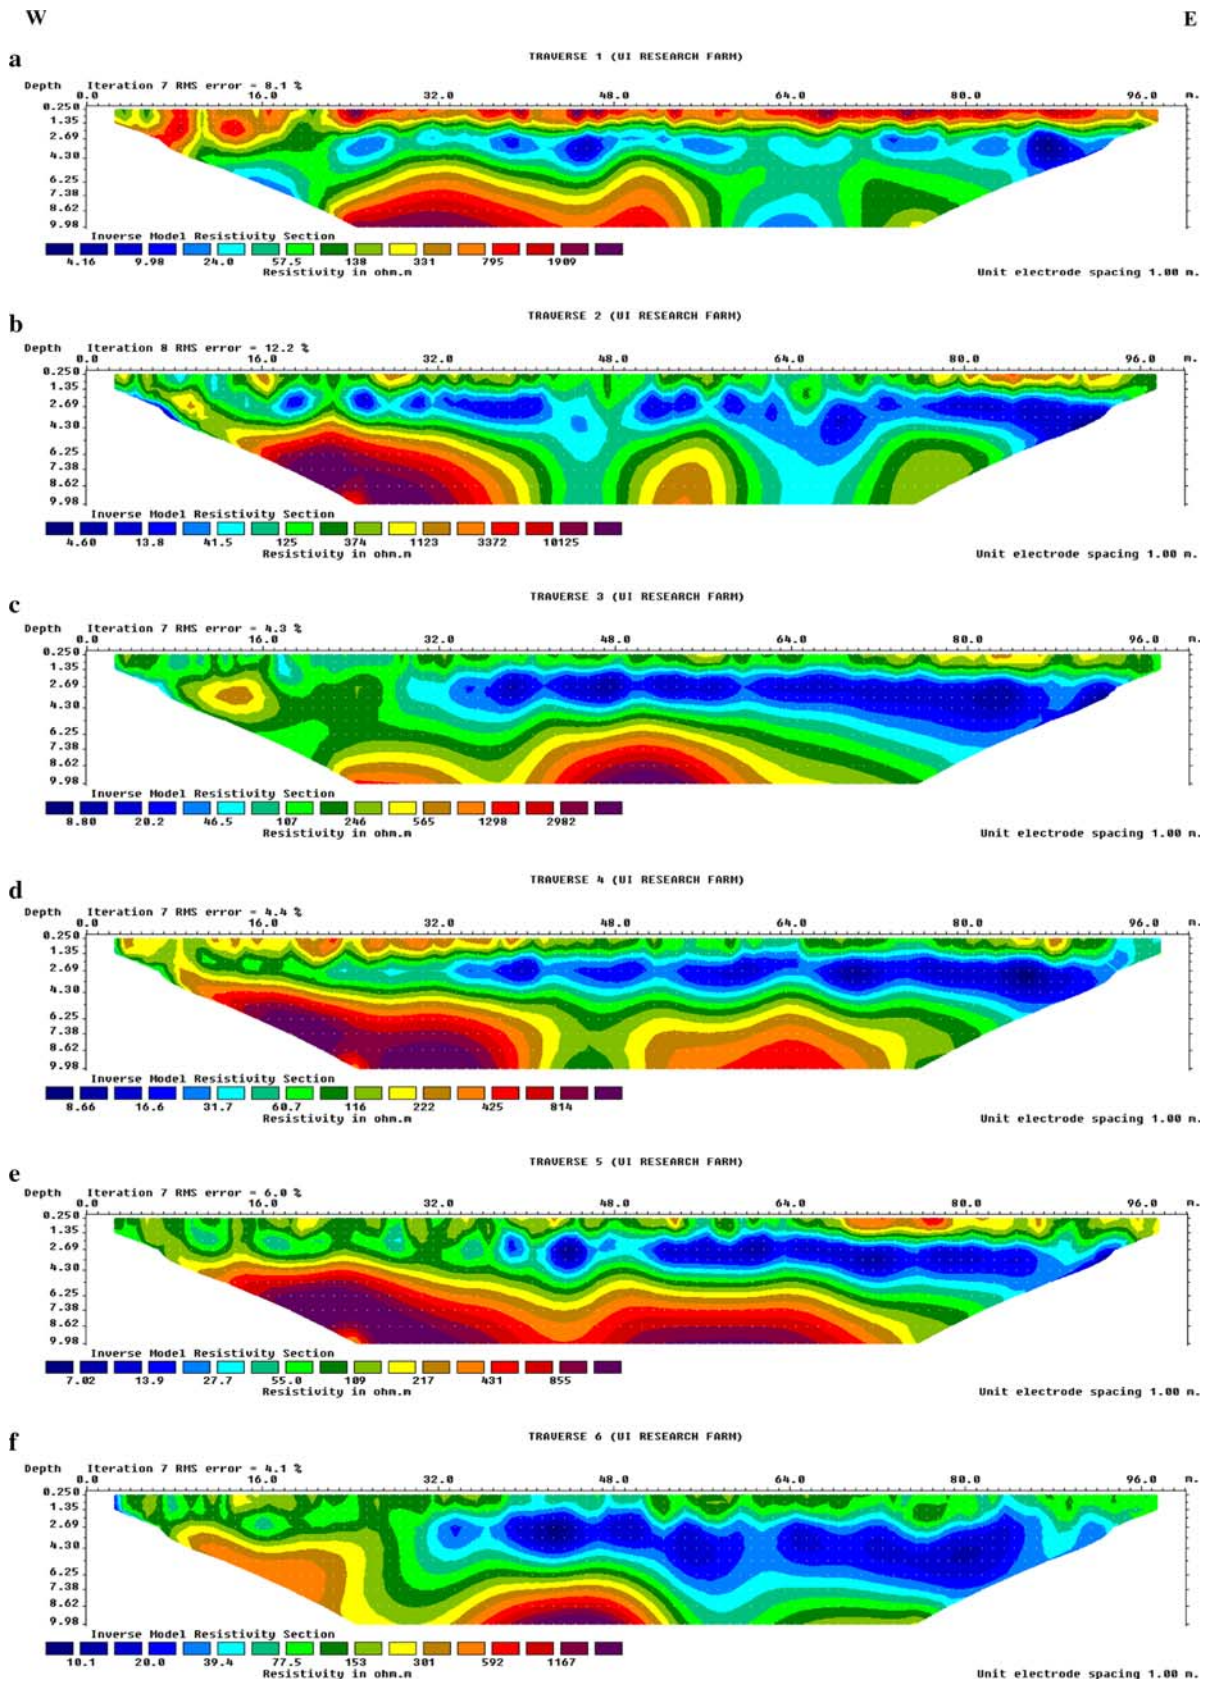 W E
a
TRAVERSE 1 (UI RESEARCH FARM)
Depth Iteration 7 RMS error = 8.1 %
0.0 16.0 32.0 48.0 64.0 80.0 96.0 m.
0.250
1.35
2.69
4.30
6.25
7.38
8.62
9.98
Inverse Model Resistivity Section
4.16 9.98 24.0 57.5 138 331 795 1909
Resistivity in ohm.m
Unit electrode spacing 1.00 m.
b
TRAVERSE 2 (UI RESEARCH FARM)
Depth Iteration 8 RMS error = 12.2 %
0.0 16.0 32.0 48.0 64.0 80.0 96.0 m.
0.250
1.35
2.69
4.30
6.25
7.38
8.62
9.98
Inverse Model Resistivity Section
4.60 13.8 41.5 125 374 1123 3372 10125
Resistivity in ohm.m
Unit electrode spacing 1.00 m.
c
TRAVERSE 3 (UI RESEARCH FARM)
Depth Iteration 7 RMS error = 4.3 %
0.0 16.0 32.0 48.0 64.0 80.0 96.0 m.
0.250
1.35
2.69
4.30
6.25
7.38
8.62
9.98
Inverse Model Resistivity Section
8.80 20.2 46.5 107 246 565 1298 2982
Resistivity in ohm.m
Unit electrode spacing 1.00 m.
d
TRAVERSE 4 (UI RESEARCH FARM)
Depth Iteration 7 RMS error = 4.4 %
0.0 16.0 32.0 48.0 64.0 80.0 96.0 m.
0.250
1.35
2.69
4.30
6.25
7.38
8.62
9.98
Inverse Model Resistivity Section
8.66 16.6 31.7 60.7 116 222 425 814
Resistivity in ohm.m
Unit electrode spacing 1.00 m.
e
TRAVERSE 5 (UI RESEARCH FARM)
Depth Iteration 7 RMS error = 6.0 %
0.0 16.0 32.0 48.0 64.0 80.0 96.0 m.
0.250
1.35
2.69
4.30
6.25
7.38
8.62
9.98
Inverse Model Resistivity Section
7.02 13.9 27.7 55.0 109 217 431 855
Resistivity in ohm.m
Unit electrode spacing 1.00 m.
f
TRAVERSE 6 (UI RESEARCH FARM)
Depth Iteration 7 RMS error = 4.1 %
0.0 16.0 32.0 48.0 64.0 80.0 96.0 m.
0.250
1.35
2.69
4.30
6.25
7.38
8.62
9.98
Inverse Model Resistivity Section
10.1 20.0 39.4 77.5 153 301 592 1167
Resistivity in ohm.m
Unit electrode spacing 1.00 m.